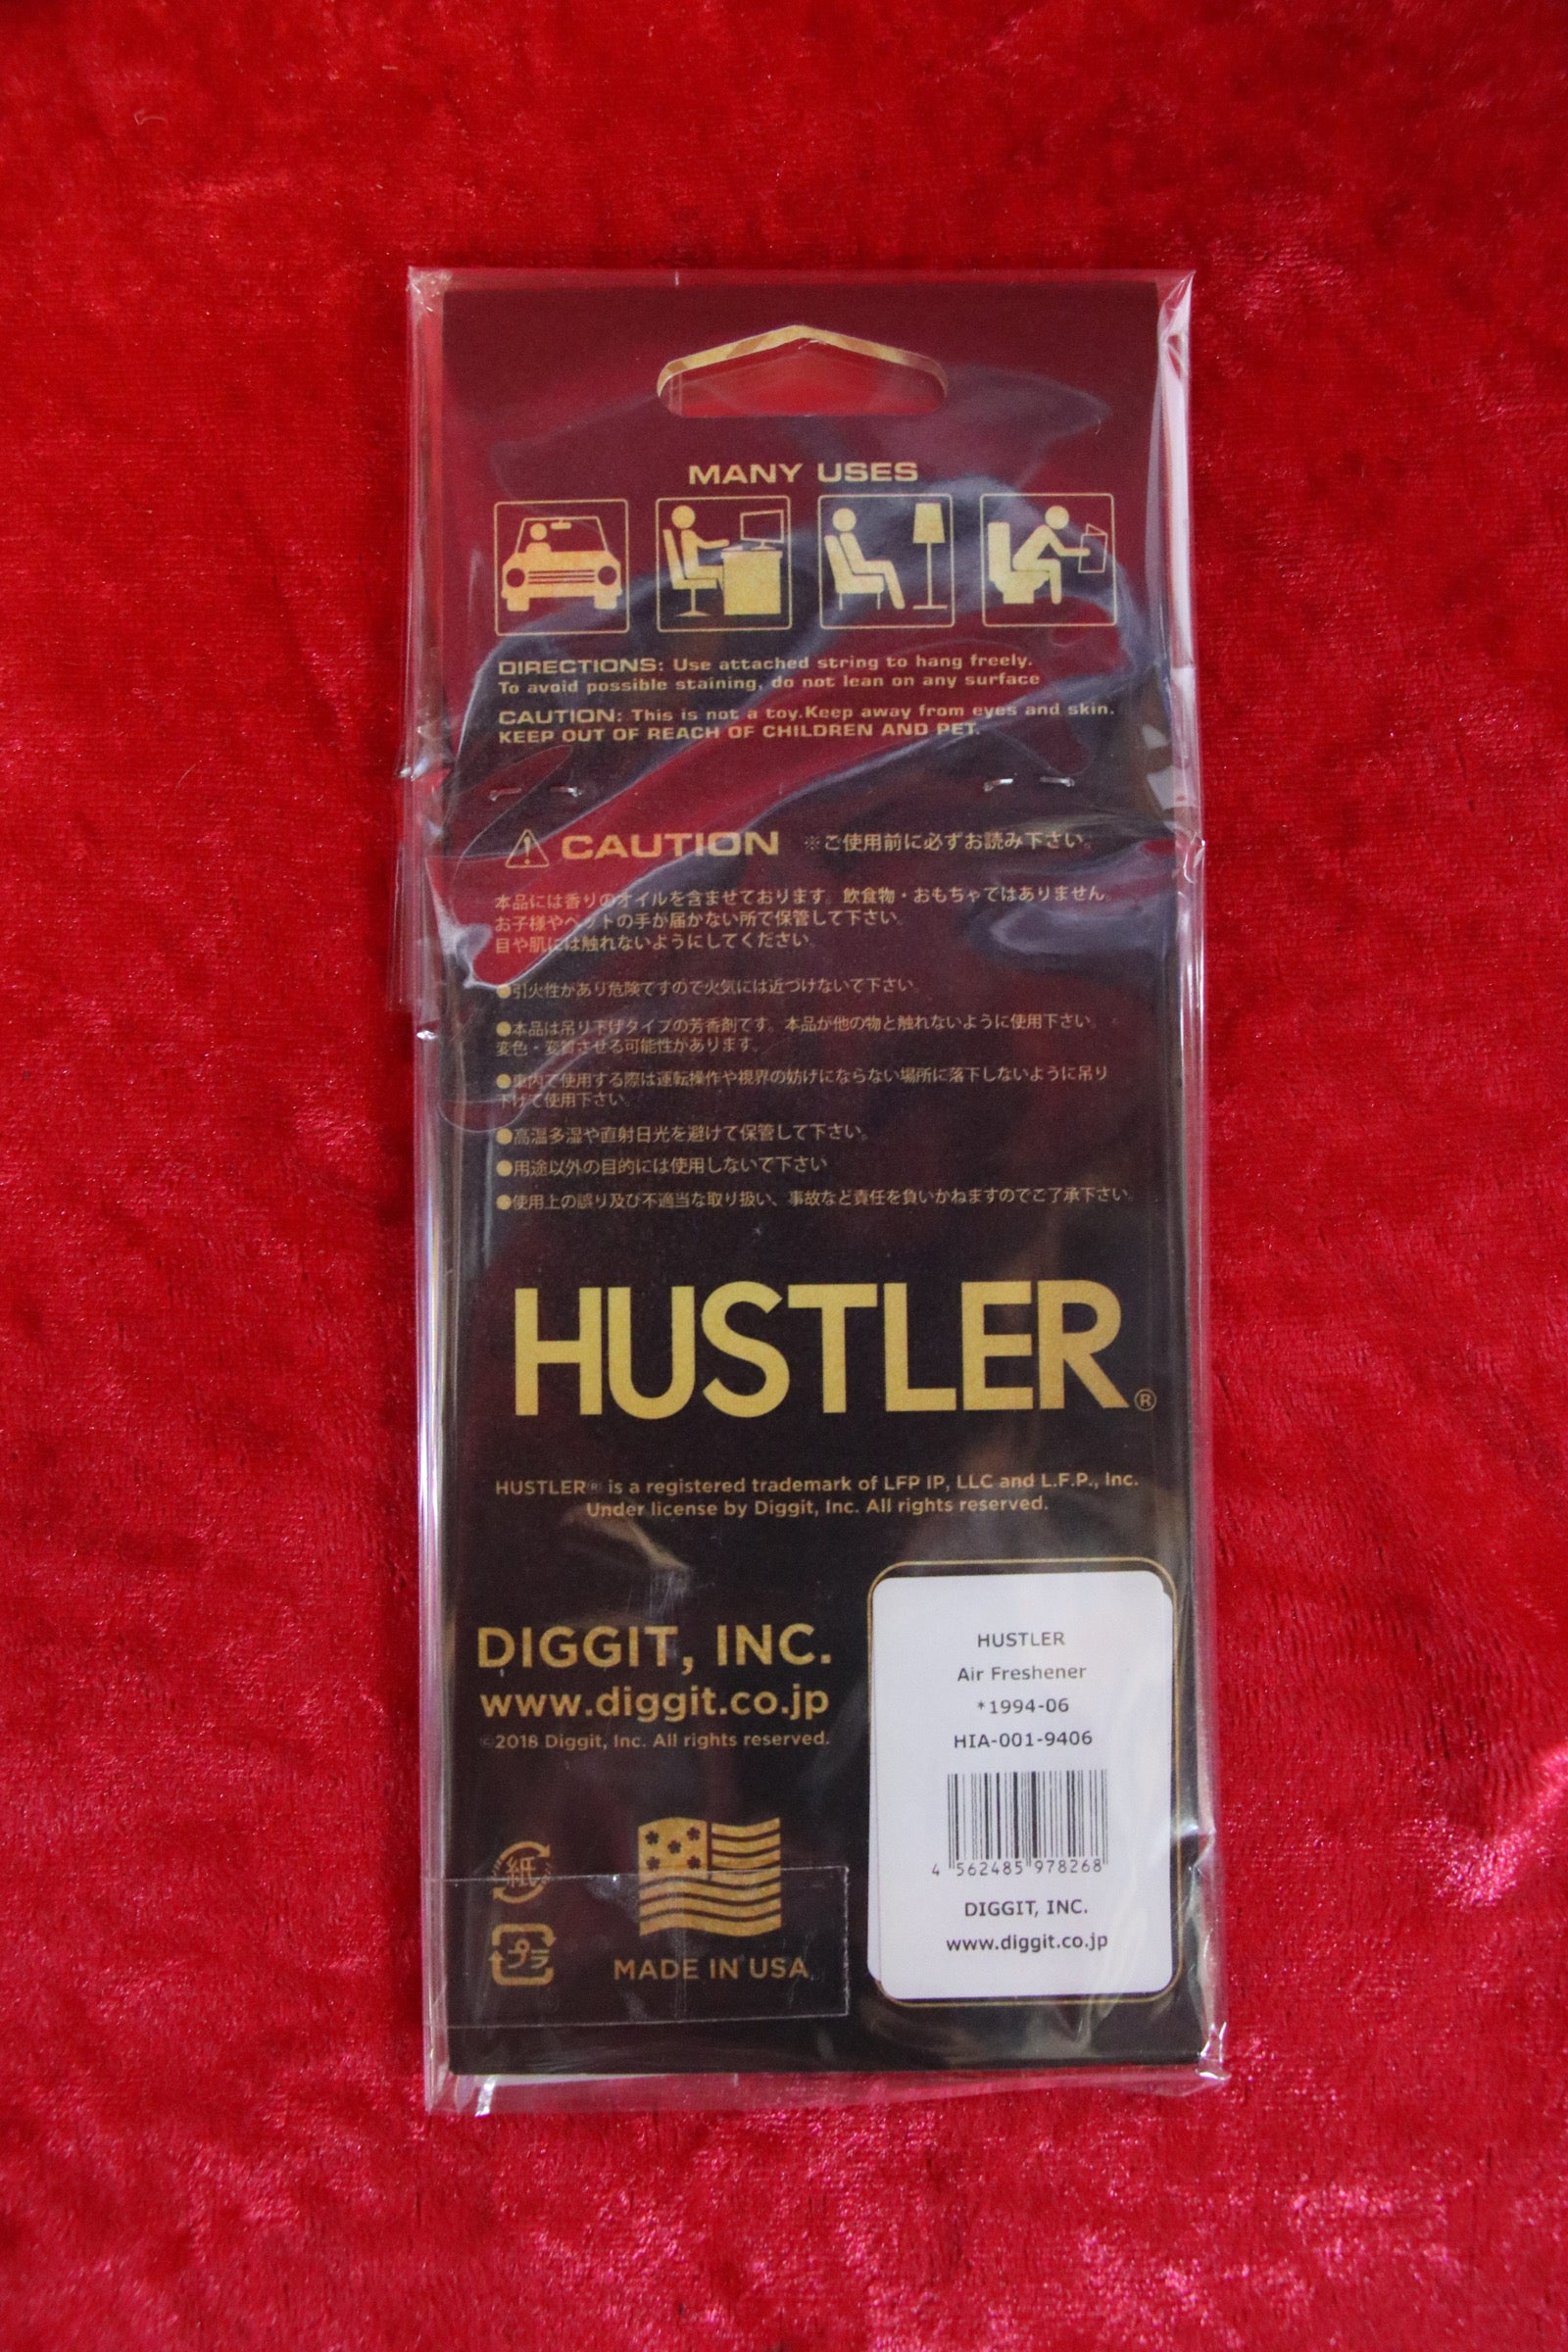 MANY USES
DIRECTIONS: Use attached string to hang freely.
To avoid possible staining, do not lean on any surface
CAUTION: This is not a toy.Keep away from eyes and skin.
KEEP OUT OF REACH OF CHILDREN AND PET.
CAUTION ※ご使用前に必ずお読み下さい。
本品には香りのオイルを含ませております。飲食物・おもちゃではありません。
お子様やペットの手が届かない所で保管して下さい。
目や肌には触れないようにしてください。
●引火性があり危険ですので火気には近づけないで下さい。
●本品は吊り下げタイプの芳香剤です。本品が他の物と触れないように使用下さい。
変色・変質させる可能性があります。
●車内で使用する際は運転操作や視界の妨げにならない場所に落下しないように吊り
下げて使用下さい。
●高温多湿や直射日光を避けて保管して下さい。
●用途以外の目的には使用しないで下さい
●使用上の誤り及び不適当な取り扱い、事故など責任を負いかねますのでご了承下さい。
HUSTLER®
HUSTLER® is a registered trademark of LFP IP, LLC and L.F.P., Inc.
Under license by Diggit, Inc. All rights reserved.
DIGGIT, INC.
www.diggit.co.jp
©2018 Diggit, Inc. All rights reserved.
紙
プラ
MADE IN USA
HUSTLER
Air Freshener
*1994-06
HIA-001-9406
4 562485 978268
DIGGIT, INC.
www.diggit.co.jp